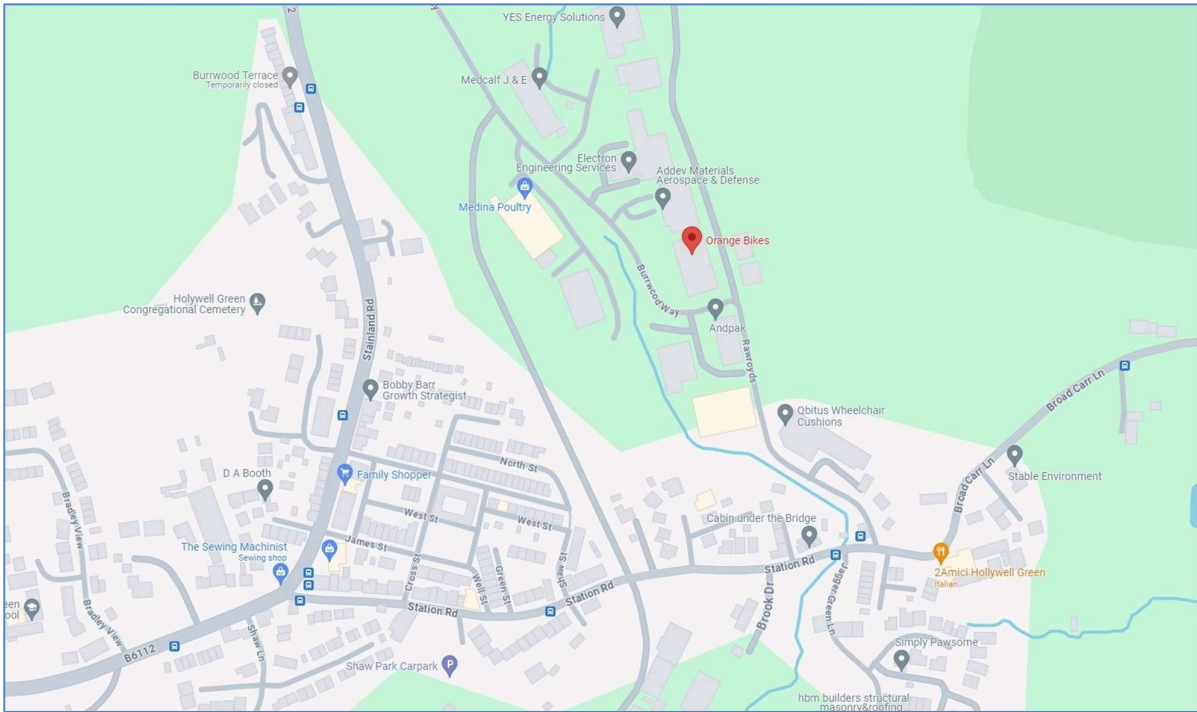 2
y
YES Energy Solutions
Burrwood Terrace
Temporarily closed
Medcalf J & E
Electron
Engineering Services
Addev Materials
Aerospace & Defense
Medina Poultry
Orange Bikes
Holywell Green
Congregational Cemetery
Stainland Rd
Burrwood Way
Andpak
Rawroyds
Broad Carr Ln
Bobby Barr
Growth Strategist
Qbitus Wheelchair
Cushions
North St
Family Shopper
D A Booth
Stable Environment
Broad Carr Ln
Bradley View
West St
West St
Cabin under the Bridge
James St
The Sewing Machinist
Sewing shop
Cross St
Well St
Green St
Shaw St
Station Rd
Station Rd
Station Rd
2Amici Hollywell Green
Italian
Jagger Green Ln
Brook Dr
een
ool
Bradley View
B6112
Shaw Ln
Shaw Park Carpark
P
Simply Pawsome
hbm builders structural
masonry&roofing